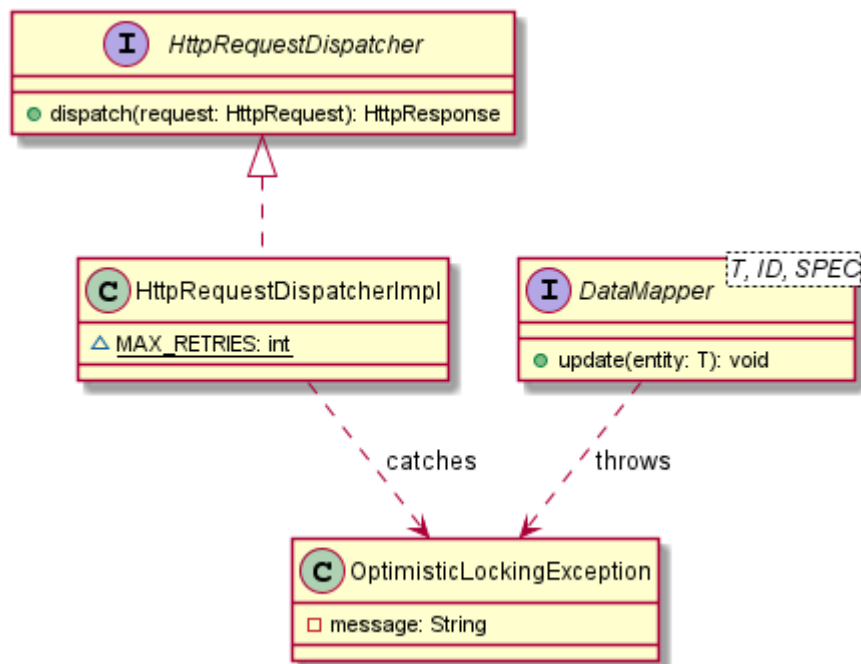 I HttpRequestDispatcher
dispatch(request: HttpRequest): HttpResponse
C HttpRequestDispatcherImpl
MAX_RETRIES: int
T, ID, SPEC
I DataMapper
update(entity: T): void
catches
throws
C OptimisticLockingException
message: String